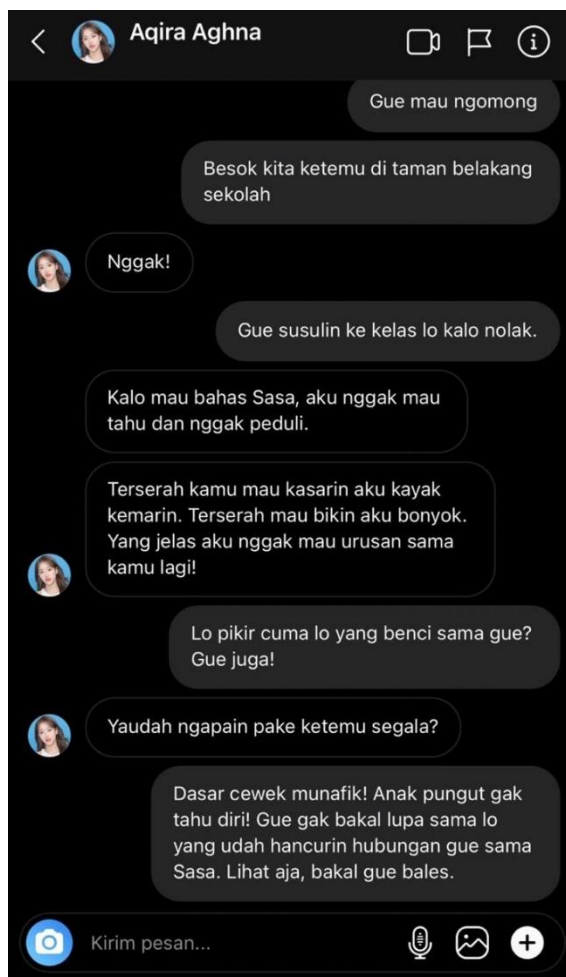 Aqira Aghna
Gue mau ngomong
Besok kita ketemu di taman belakang
sekolah
Nggak!
Gue susulin ke kelas lo kalo nolak.
Kalo mau bahas Sasa, aku nggak mau
tahu dan nggak peduli.
Terserah kamu mau kasarin aku kayak
kemarin. Terserah mau bikin aku bonyok.
Yang jelas aku nggak mau urusan sama
kamu lagi!
Lo pikir cuma lo yang benci sama gue?
Gue juga!
Yaudah ngapain pake ketemu segala?
Dasar cewek munafik! Anak pungut gak
tahu diri! Gue gak bakal lupa sama lo
yang udah hancurin hubungan gue sama
Sasa. Lihat aja, bakal gue bales.
Kirim pesan...